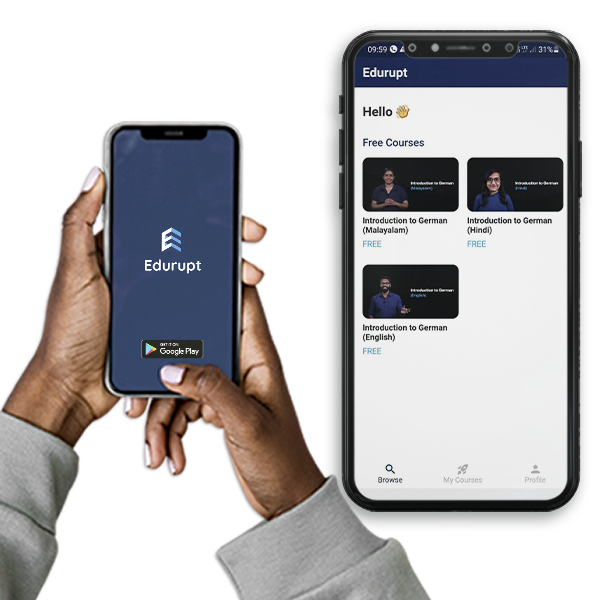 Edurupt
GET IT ON
Google Play
09:59
LTE
31%
Edurupt
Hello 👋
Free Courses
Introduction to German
(Malayalam)
Introduction to German
(Hindi)
Introduction to German
(Malayalam)
FREE
Introduction to German
(Hindi)
FREE
Introduction to German
(English)
Introduction to German
(English)
FREE
Browse
My Courses
Profile